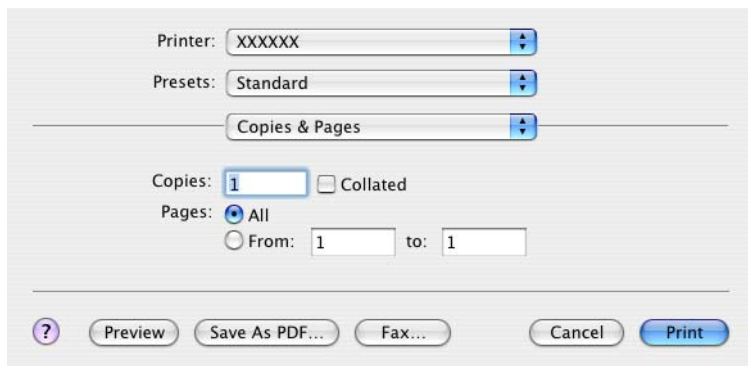 Printer: XXXXXX
Presets: Standard
Copies & Pages
Copies: 1 Collated
Pages: All
From: 1 to: 1
? Preview Save As PDF... Fax... Cancel Print